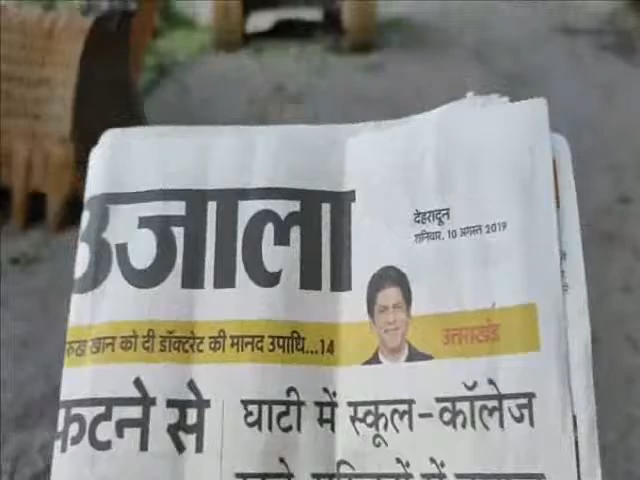 उजाला
देहरादून
शनिवार, 10 अगस्त 2019
रुख खान को दी डॉक्टरेट की मानद उपाधि...14
उत्तराखंड
फटने से
घाटी में स्कूल-कॉलेज